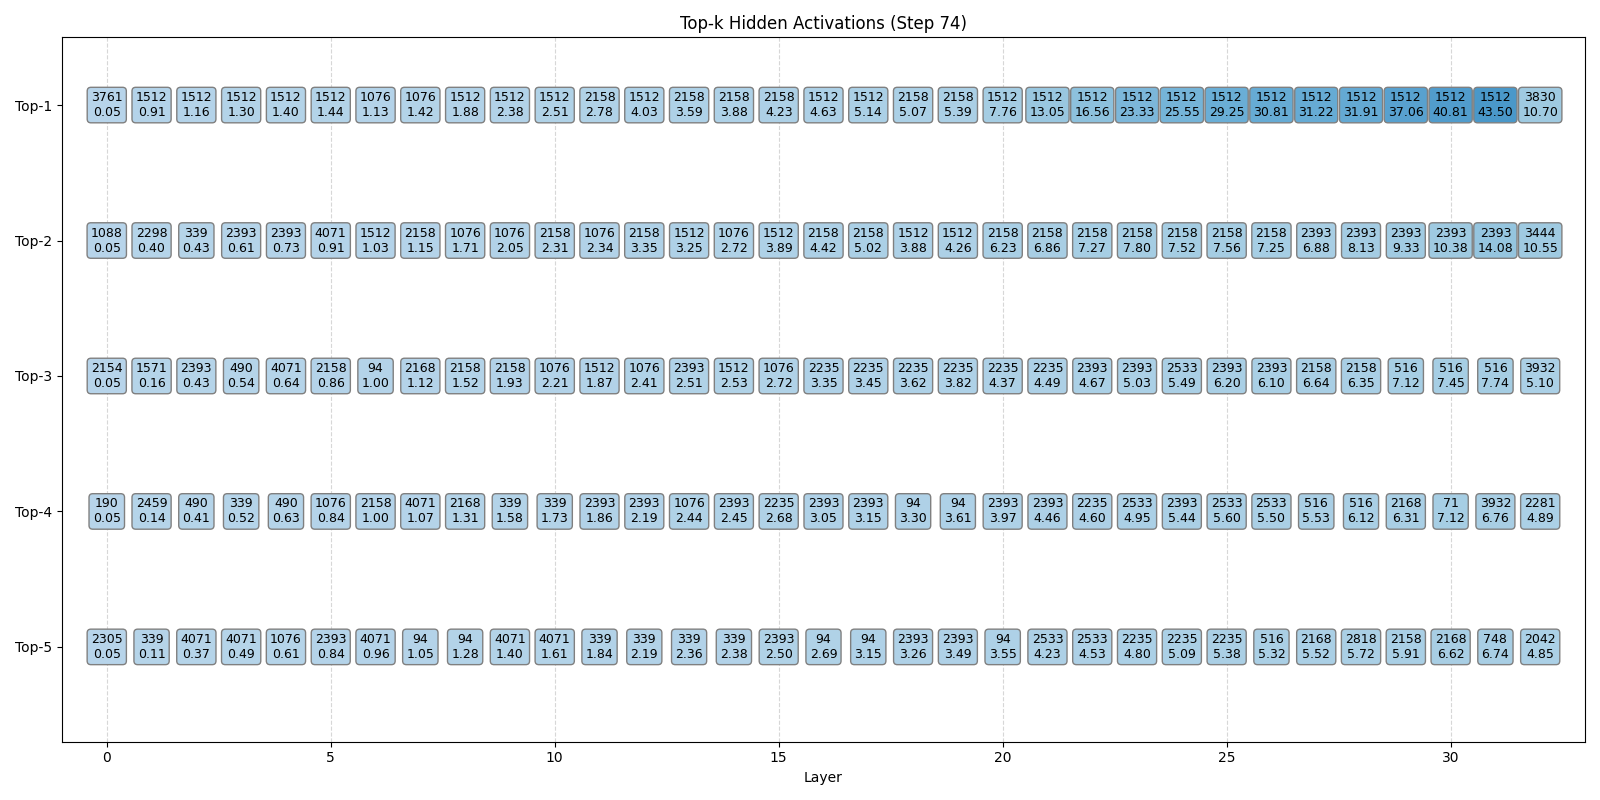 Top-k Hidden Activations (Step 74)
Top-1
3761 1512 1512 1512 1512 1512 1076 1076 1512 1512 1512 2158 1512 2158 2158 2158 1512 1512 2158 2158 1512 1512 1512 1512 1512 1512 1512 1512 1512 1512 1512 1512 3830
0.05 0.91 1.16 1.30 1.40 1.44 1.13 1.42 1.88 2.38 2.51 2.78 4.03 3.59 3.88 4.23 4.63 5.14 5.07 5.39 7.76 13.05 16.56 23.33 25.55 29.25 30.81 31.22 31.91 37.06 40.81 43.50 10.70
Top-2
1088 2298 339 2393 2393 4071 1512 2158 1076 1076 2158 1076 2158 1512 1076 1512 2158 2158 1512 1512 2158 2158 2158 2158 2158 2158 2158 2393 2393 2393 2393 2393 3444
0.05 0.40 0.43 0.61 0.73 0.91 1.03 1.15 1.71 2.05 2.31 2.34 3.35 3.25 2.72 3.89 4.42 5.02 3.88 4.26 6.23 6.86 7.27 7.80 7.52 7.56 7.25 6.88 8.13 9.33 10.38 14.08 10.55
Top-3
2154 1571 2393 490 4071 2158 94 2168 2158 2158 1076 1512 1076 2393 1512 1076 2235 2235 2235 2235 2235 2235 2393 2393 2533 2393 2393 2158 2158 516 516 516 3932
0.05 0.16 0.43 0.54 0.64 0.86 1.00 1.12 1.52 1.93 2.21 1.87 2.41 2.51 2.53 2.72 3.35 3.45 3.62 3.82 4.37 4.49 4.67 5.03 5.49 6.20 6.10 6.64 6.35 7.12 7.45 7.74 5.10
Top-4
190 2459 490 339 490 1076 2158 4071 2168 339 339 2393 2393 1076 2393 2235 2393 2393 94 94 2393 2393 2235 2533 2393 2533 2533 516 516 2168 71 3932 2281
0.05 0.14 0.41 0.52 0.63 0.84 1.00 1.07 1.31 1.58 1.73 1.86 2.19 2.44 2.45 2.68 3.05 3.15 3.30 3.61 3.97 4.46 4.60 4.95 5.44 5.60 5.50 5.53 6.12 6.31 7.12 6.76 4.89
Top-5
2305 339 4071 4071 1076 2393 4071 94 94 4071 4071 339 339 339 339 2393 94 94 2393 2393 94 2533 2533 2235 2235 2235 516 2168 2818 2158 2168 748 2042
0.05 0.11 0.37 0.49 0.61 0.84 0.96 1.05 1.28 1.40 1.61 1.84 2.19 2.36 2.38 2.50 2.69 3.15 3.26 3.49 3.55 4.23 4.53 4.80 5.09 5.38 5.32 5.52 5.72 5.91 6.62 6.74 4.85
0 5 10 15 20 25 30
Layer